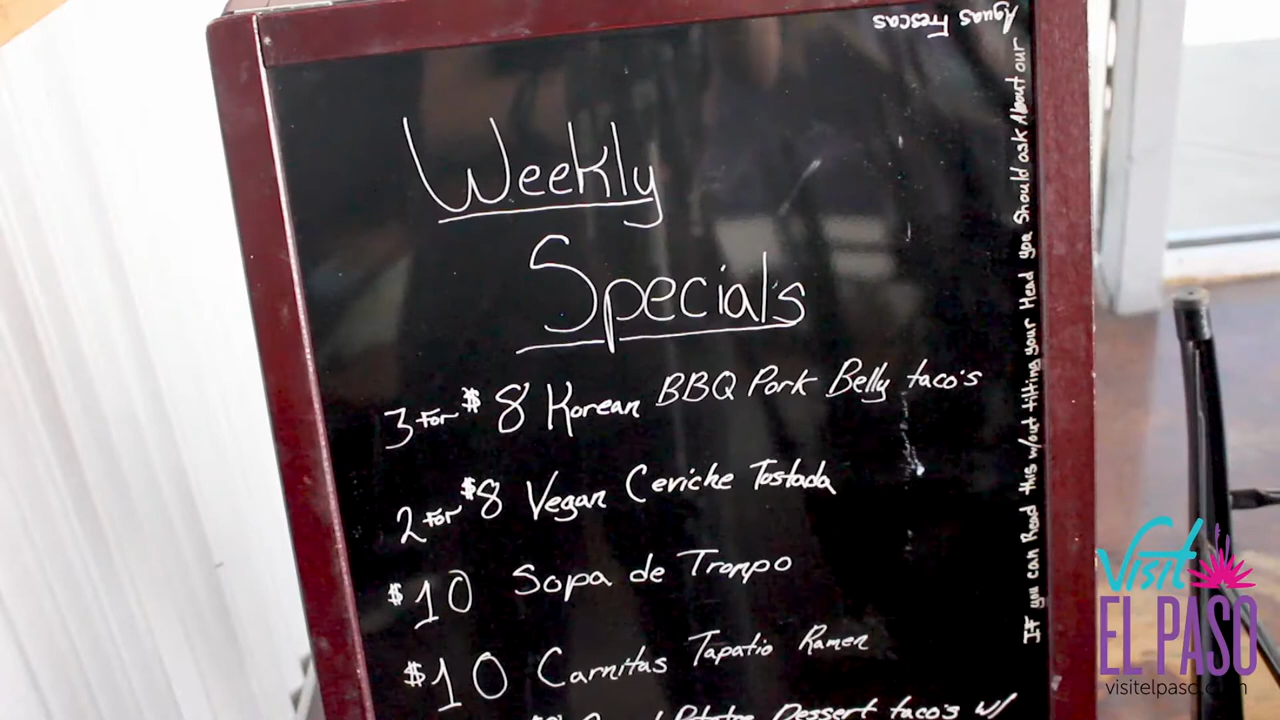 Weekly
Specials
3 for $8 Korean BBQ Pork Belly taco's
2 for $8 Vegan Ceviche Tostada
$10 Sopa de Trompo
$10 Carnitas Tapatio Ramen
Dessert taco's w/
If you can Read this w/out tilting your Head you Should ask About our
Aguas Frescas
Visit
EL PASO
visitelpaso.com